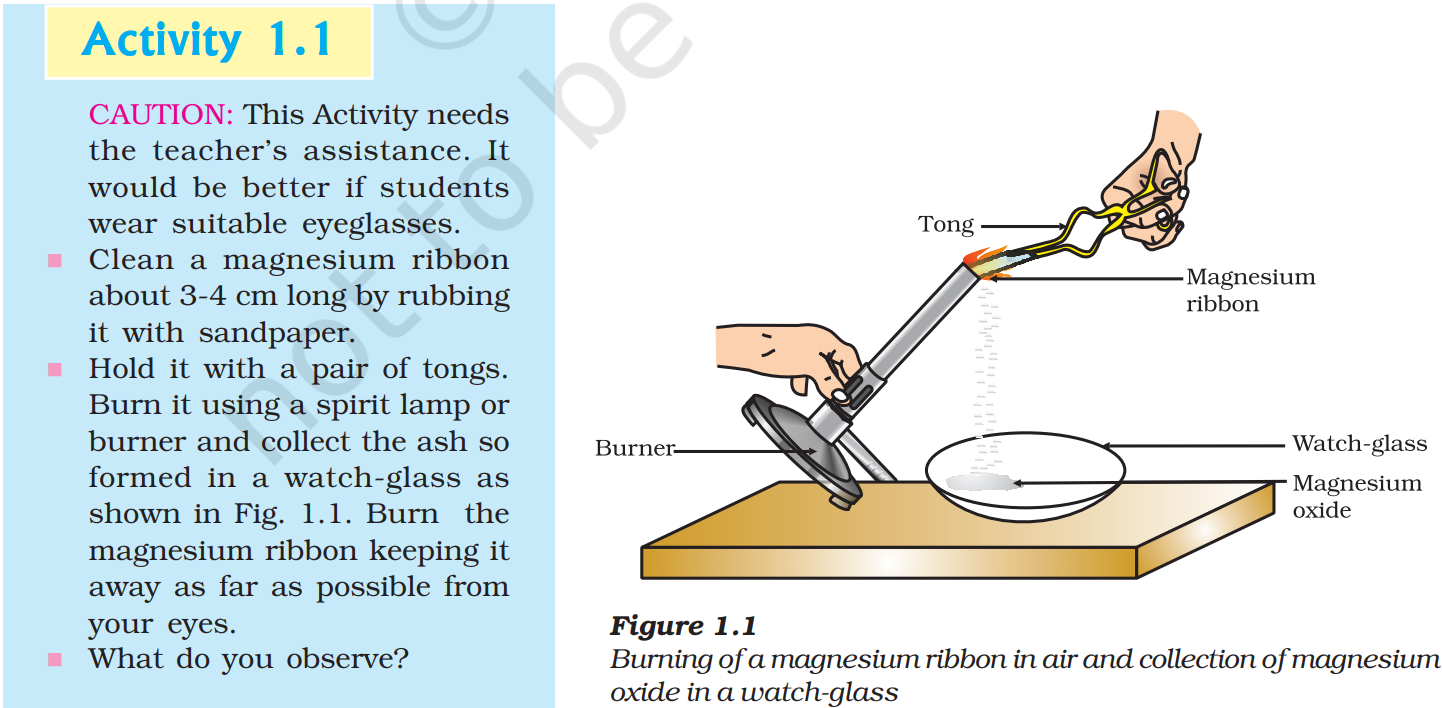 Activity 1.1
CAUTION: This Activity needs
the teacher's assistance. It
would be better if students
wear suitable eyeglasses.
Clean a magnesium ribbon
about 3-4 cm long by rubbing
it with sandpaper.
Hold it with a pair of tongs.
Burn it using a spirit lamp or
burner and collect the ash so
formed in a watch-glass as
shown in Fig. 1.1. Burn the
magnesium ribbon keeping it
away as far as possible from
your eyes.
What do you observe?
Tong
Magnesium
ribbon
Burner
Watch-glass
Magnesium
oxide
Figure 1.1
Burning of a magnesium ribbon in air and collection of magnesium
oxide in a watch-glass
©
not to be